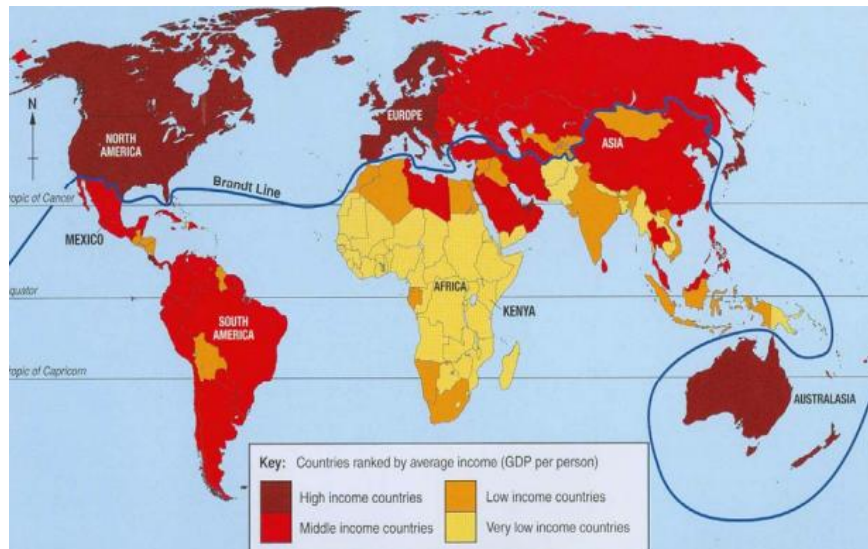 N
EUROPE
NORTH
AMERICA
ASIA
Brandt Line
ropic of Cancer
MEXICO
quator
AFRICA
KENYA
SOUTH
AMERICA
ropic of Capricorn
AUSTRALASIA
Key: Countries ranked by average income (GDP per person)
High income countries
Low income countries
Middle income countries
Very low income countries